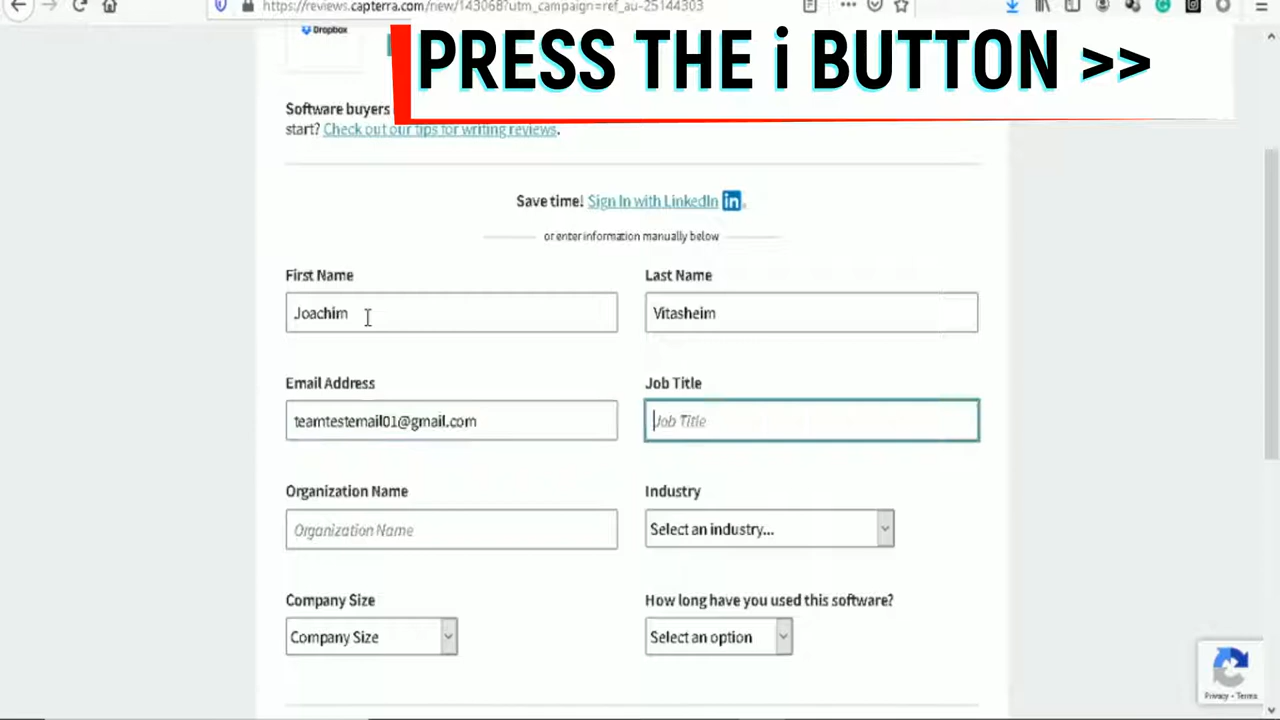 https://reviews.capterra.com/new/143068?utm_campaign=ref_au-25144303
Dropbox
PRESS THE i BUTTON >>
Software buyers
start? Check out our tips for writing reviews.
Save time! Sign In with LinkedIn in
or enter information manually below
First Name
Last Name
Joachim
Vitasheim
Email Address
Job Title
teamtestemail01@gmail.com
Job Title
Organization Name
Industry
Organization Name
Select an industry...
Company Size
How long have you used this software?
Company Size
Select an option
Privacy - Terms